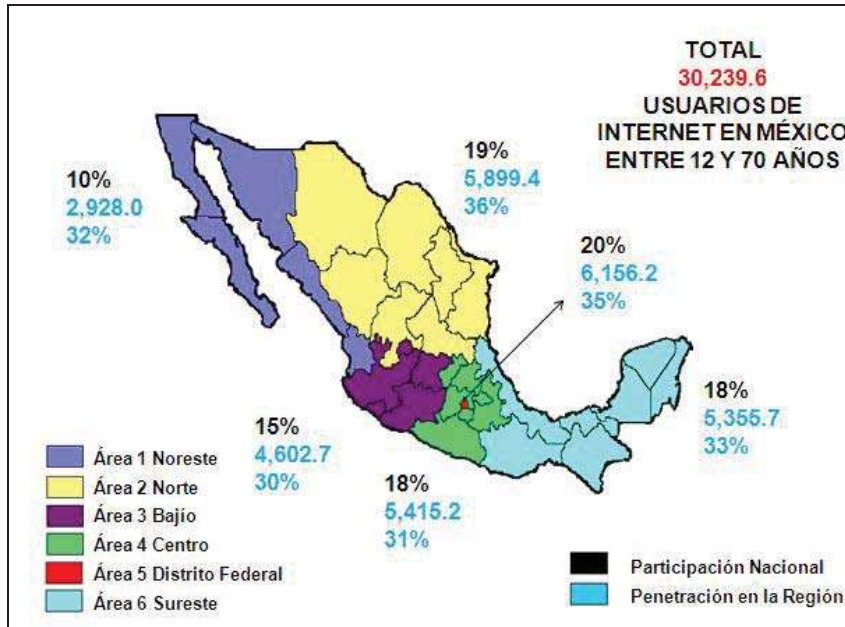 TOTAL
30,239.6
USUARIOS DE
INTERNET EN MÉXICO
ENTRE 12 Y 70 AÑOS
19%
5,899.4
36%
10%
2,928.0
32%
20%
6,156.2
35%
18%
5,355.7
33%
15%
4,602.7
30%
18%
5,415.2
31%
Área 1 Noreste
Área 2 Norte
Área 3 Bajío
Área 4 Centro
Área 5 Distrito Federal
Área 6 Sureste
Participación Nacional
Penetración en la Región